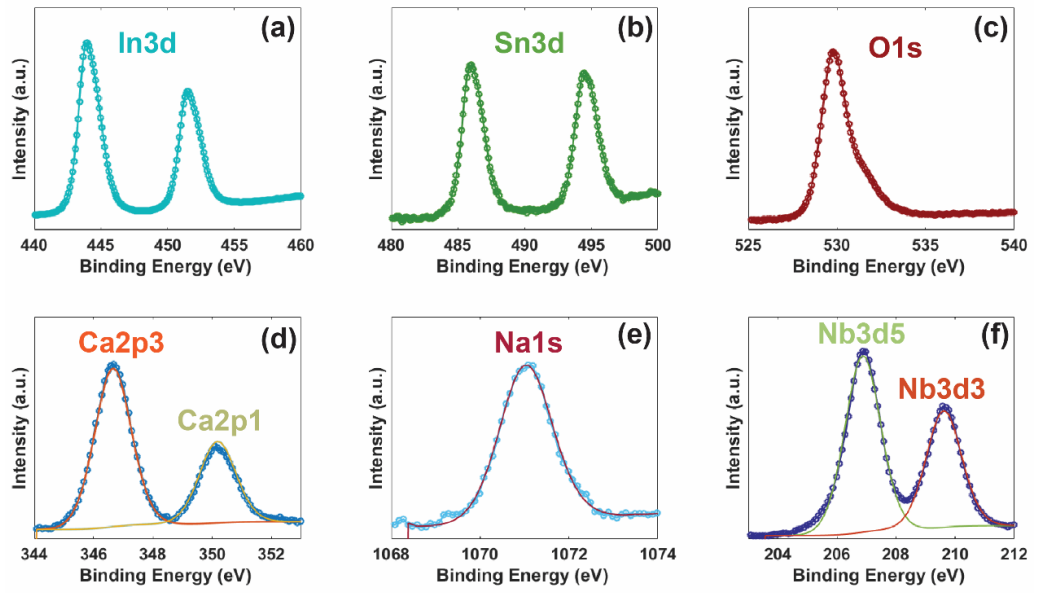 (a)
In3d
Intensity (a.u.)
440 445 450 455 460
Binding Energy (eV)
(b)
Sn3d
Intensity (a.u.)
480 485 490 495 500
Binding Energy (eV)
(c)
O1s
Intensity (a.u.)
525 530 535 540
Binding Energy (eV)
(d)
Ca2p3
Ca2p1
Intensity (a.u.)
344 346 348 350 352
Binding Energy (eV)
(e)
Na1s
Intensity (a.u.)
1068 1070 1072 1074
Binding Energy (eV)
(f)
Nb3d5
Nb3d3
Intensity (a.u.)
204 206 208 210 212
Binding Energy (eV)